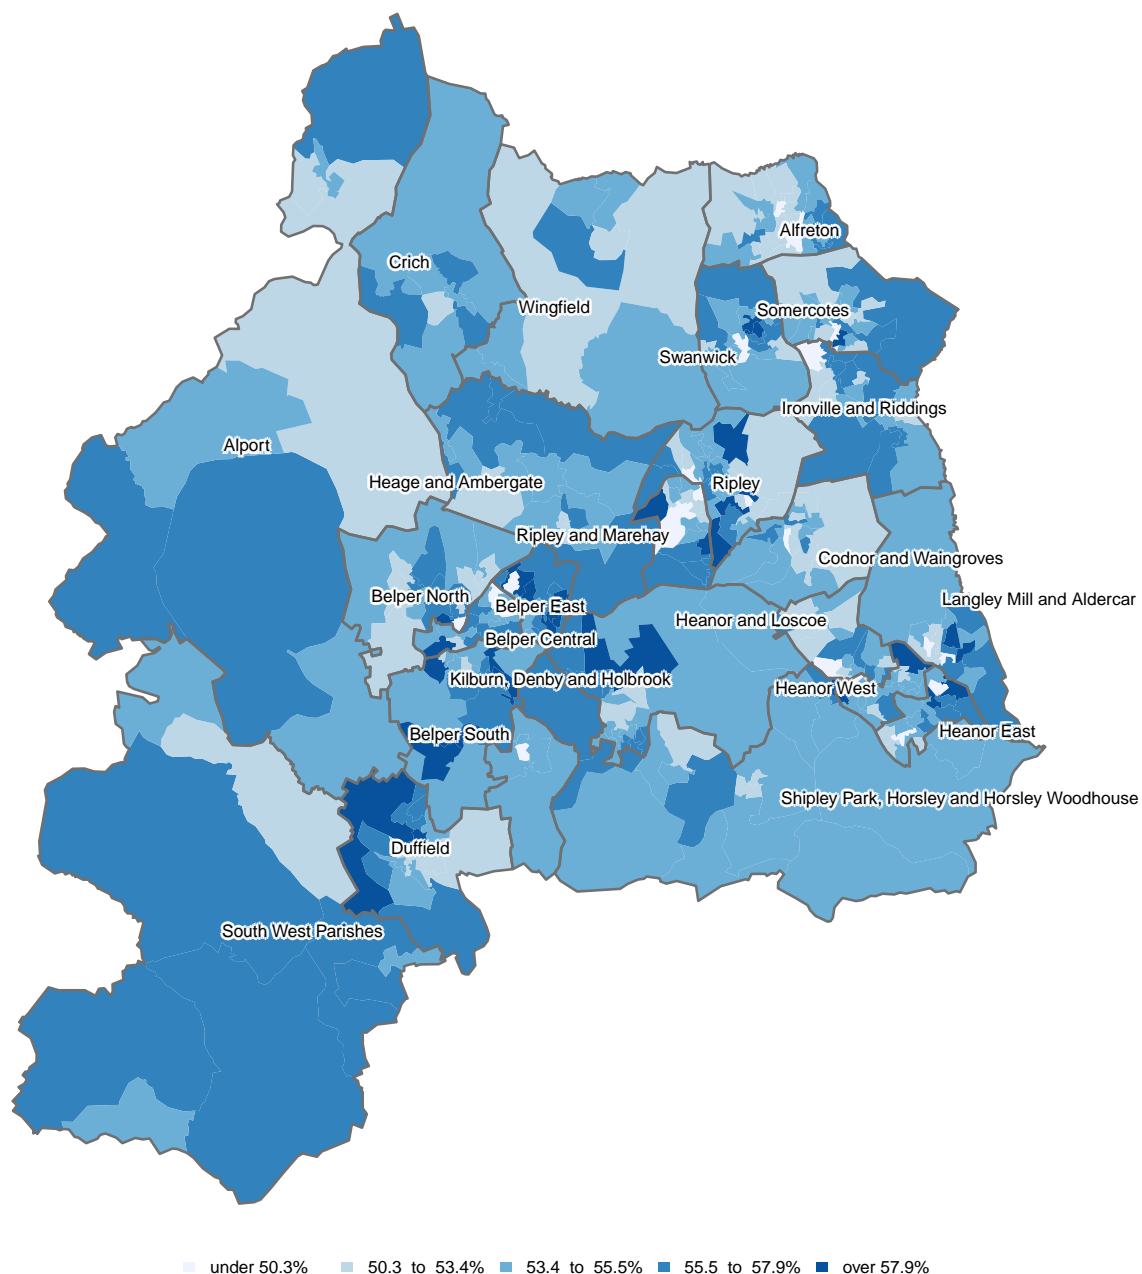 Alfreton
Crich
Wingfield
Somercotes
Swanwick
Ironville and Riddings
Alport
Heage and Ambergate
Ripley
Ripley and Marehay
Codnor and Waingroves
Belper North
Langley Mill and Aldercar
Belper East
Heanor and Loscoe
Belper Central
Kilburn, Denby and Holbrook
Heanor West
Belper South
Heanor East
Shipley Park, Horsley and Horsley Woodhouse
Duffield
South West Parishes
under 50.3% 50.3 to 53.4% 53.4 to 55.5% 55.5 to 57.9% over 57.9%